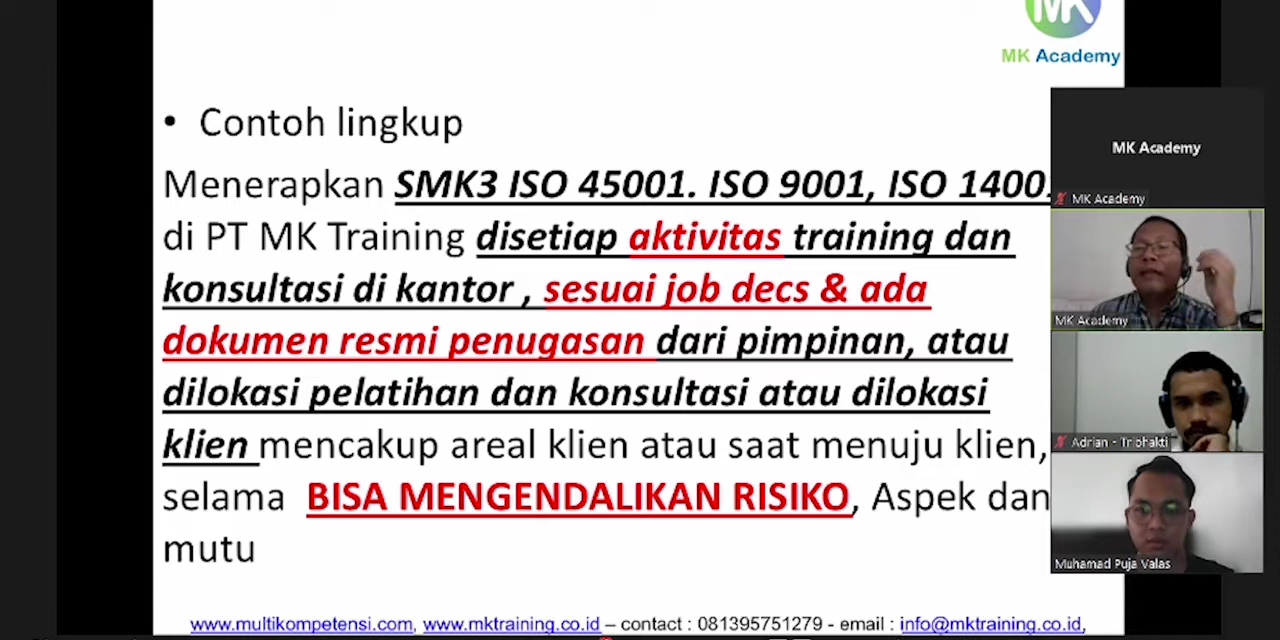 MK
MK Academy
• Contoh lingkup
Menerapkan SMK3 ISO 45001. ISO 9001, ISO 1400
di PT MK Training disetiap aktivitas training dan
konsultasi di kantor , sesuai job decs & ada
dokumen resmi penugasan dari pimpinan, atau
dilokasi pelatihan dan konsultasi atau dilokasi
klien mencakup areal klien atau saat menuju klien,
selama BISA MENGENDALIKAN RISIKO, Aspek dan
mutu
www.multikompetensi.com, www.mktraining.co.id – contact : 081395751279 - email : info@mktraining.co.id,
MK Academy
MK Academy
MK Academy
Adrian - Tribhakti
Muhamad Puja Valas